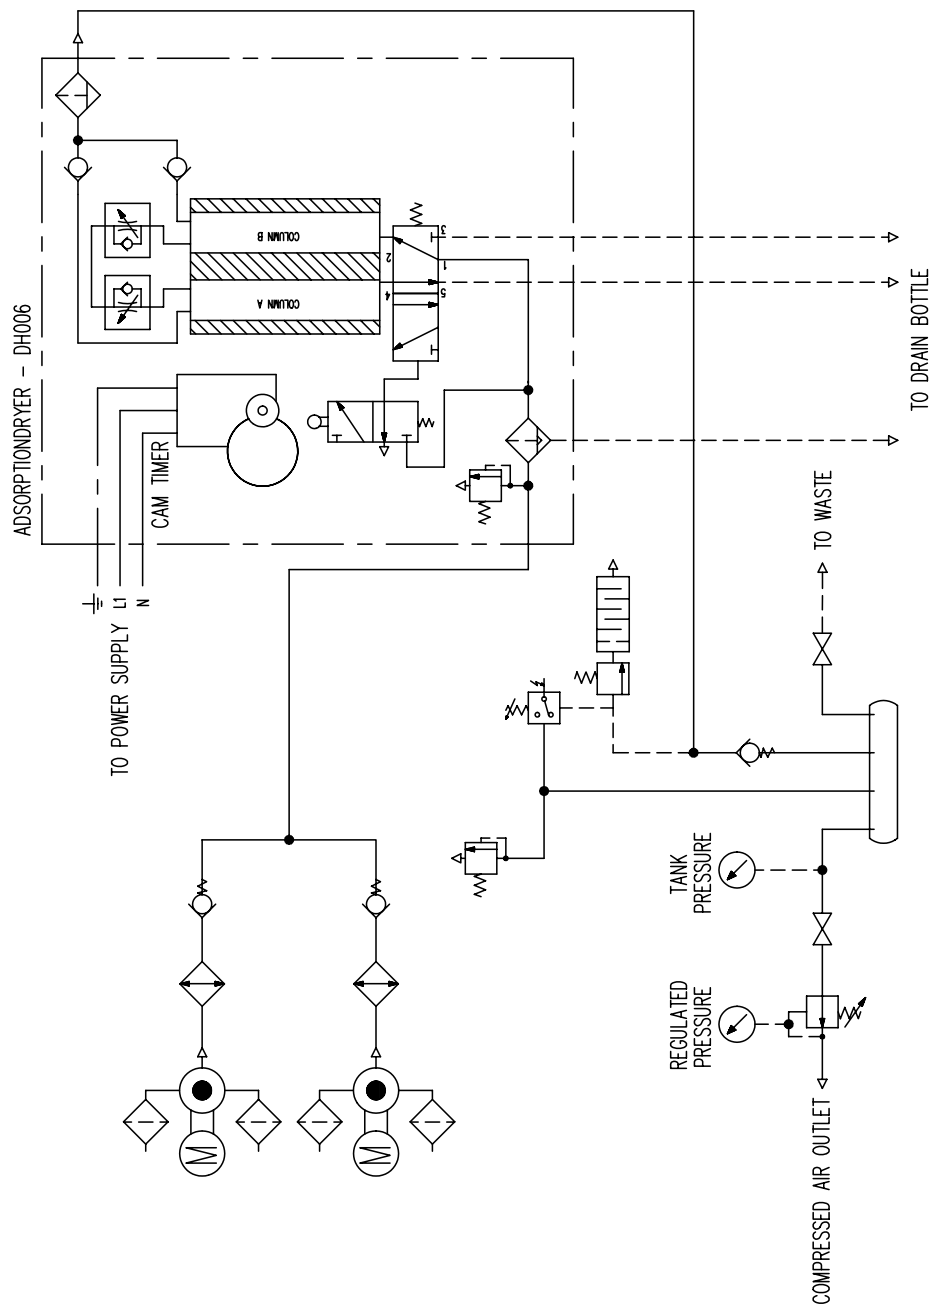 ADSORPTIONDRYER - DH006
COLUMN B
COLUMN A
2
3
1
4
5
CAM TIMER
L1
N
TO POWER SUPPLY
TO DRAIN BOTTLE
TO WASTE
TANK
PRESSURE
REGULATED
PRESSURE
M
M
COMPRESSED AIR OUTLET